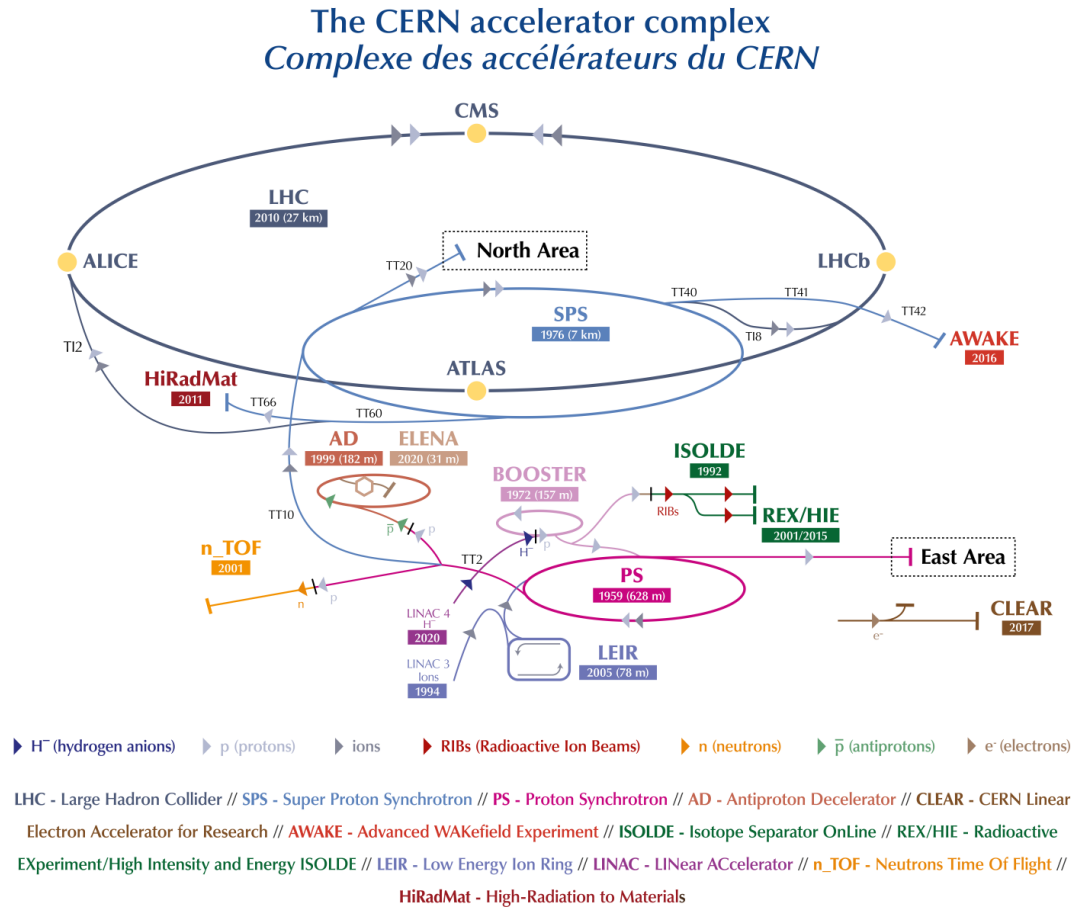 The CERN accelerator complex
Complexe des accélérateurs du CERN
CMS
LHC
2010 (27 km)
North Area
ALICE
TT20
LHCb
TT40
TT41
SPS
TT42
1976 (7 km)
TI8
AWAKE
2016
TI2
ATLAS
HiRadMat
2011
TT66
TT60
AD
1999 (182 m)
ELENA
2020 (31 m)
ISOLDE
1992
BOOSTER
1972 (157 m)
RIBs
REX/HIE
2001/2015
TT10
p̅
p
H⁻
p
n_TOF
2001
TT2
East Area
PS
1959 (628 m)
n
p
LINAC 4
H⁻
2020
CLEAR
2017
e⁻
LINAC 3
Ions
1994
LEIR
2005 (78 m)
H⁻ (hydrogen anions)
p (protons)
ions
RIBs (Radioactive Ion Beams)
n (neutrons)
p̅ (antiprotons)
e⁻ (electrons)
LHC - Large Hadron Collider // SPS - Super Proton Synchrotron // PS - Proton Synchrotron // AD - Antiproton Decelerator // CLEAR - CERN Linear
Electron Accelerator for Research // AWAKE - Advanced WAKefield Experiment // ISOLDE - Isotope Separator OnLine // REX/HIE - Radioactive
EXperiment/High Intensity and Energy ISOLDE // LEIR - Low Energy Ion Ring // LINAC - LINear ACcelerator // n_TOF - Neutrons Time Of Flight //
HiRadMat - High-Radiation to Materials